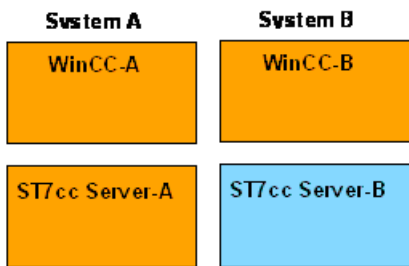 System A System B
WinCC-A WinCC-B
ST7cc Server-A ST7cc Server-B